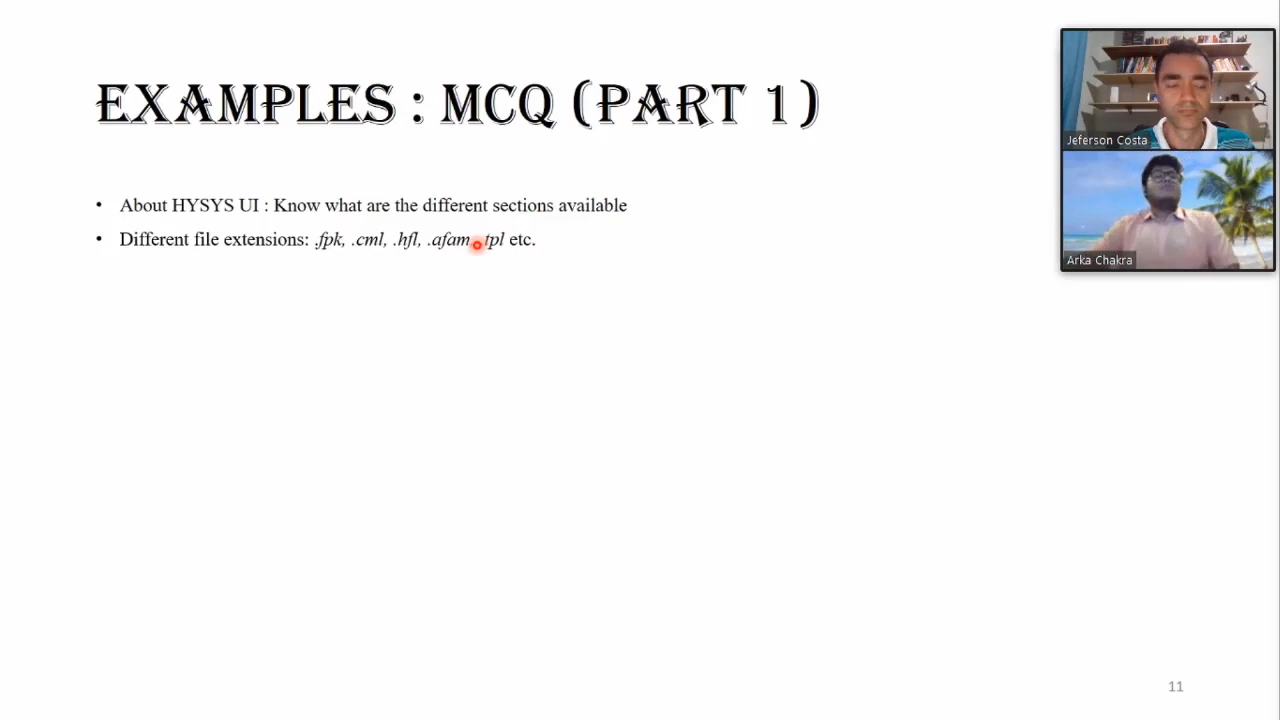 EXAMPLES : MCQ (PART 1)
• About HYSYS UI : Know what are the different sections available
• Different file extensions: .fpk, .cml, .hfl, .afam, .tpl etc.
Jeferson Costa
Arka Chakra
11